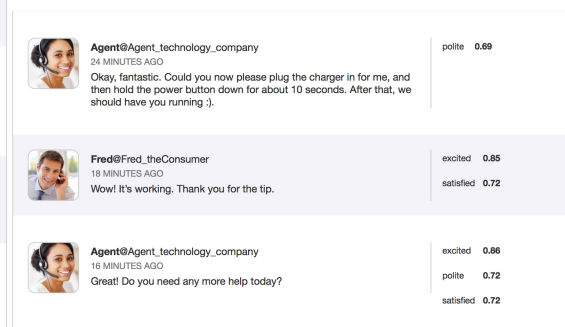 Agent@Agent_technology_company
24 MINUTES AGO
Okay, fantastic. Could you now please plug the charger in for me, and
then hold the power button down for about 10 seconds. After that, we
should have you running :).
polite 0.69
Fred@Fred_theConsumer
18 MINUTES AGO
Wow! It's working. Thank you for the tip.
excited 0.85
satisfied 0.72
Agent@Agent_technology_company
16 MINUTES AGO
Great! Do you need any more help today?
excited 0.86
polite 0.72
satisfied 0.72